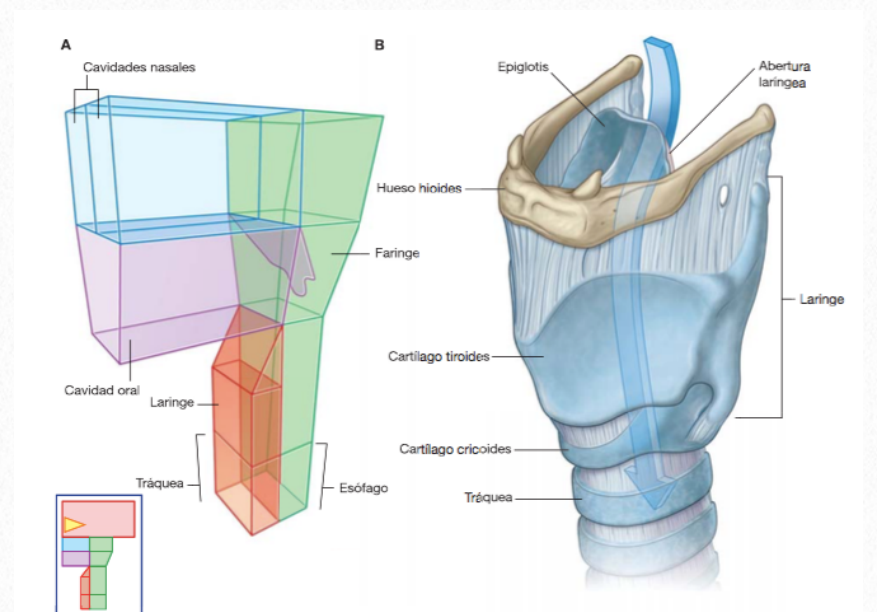 A
Cavidades nasales
Faringe
Cavidad oral
Laringe
Tráquea
Esófago
B
Epiglotis
Abertura
laríngea
Hueso hioides
Laringe
Cartílago tiroides
Cartílago cricoides
Tráquea